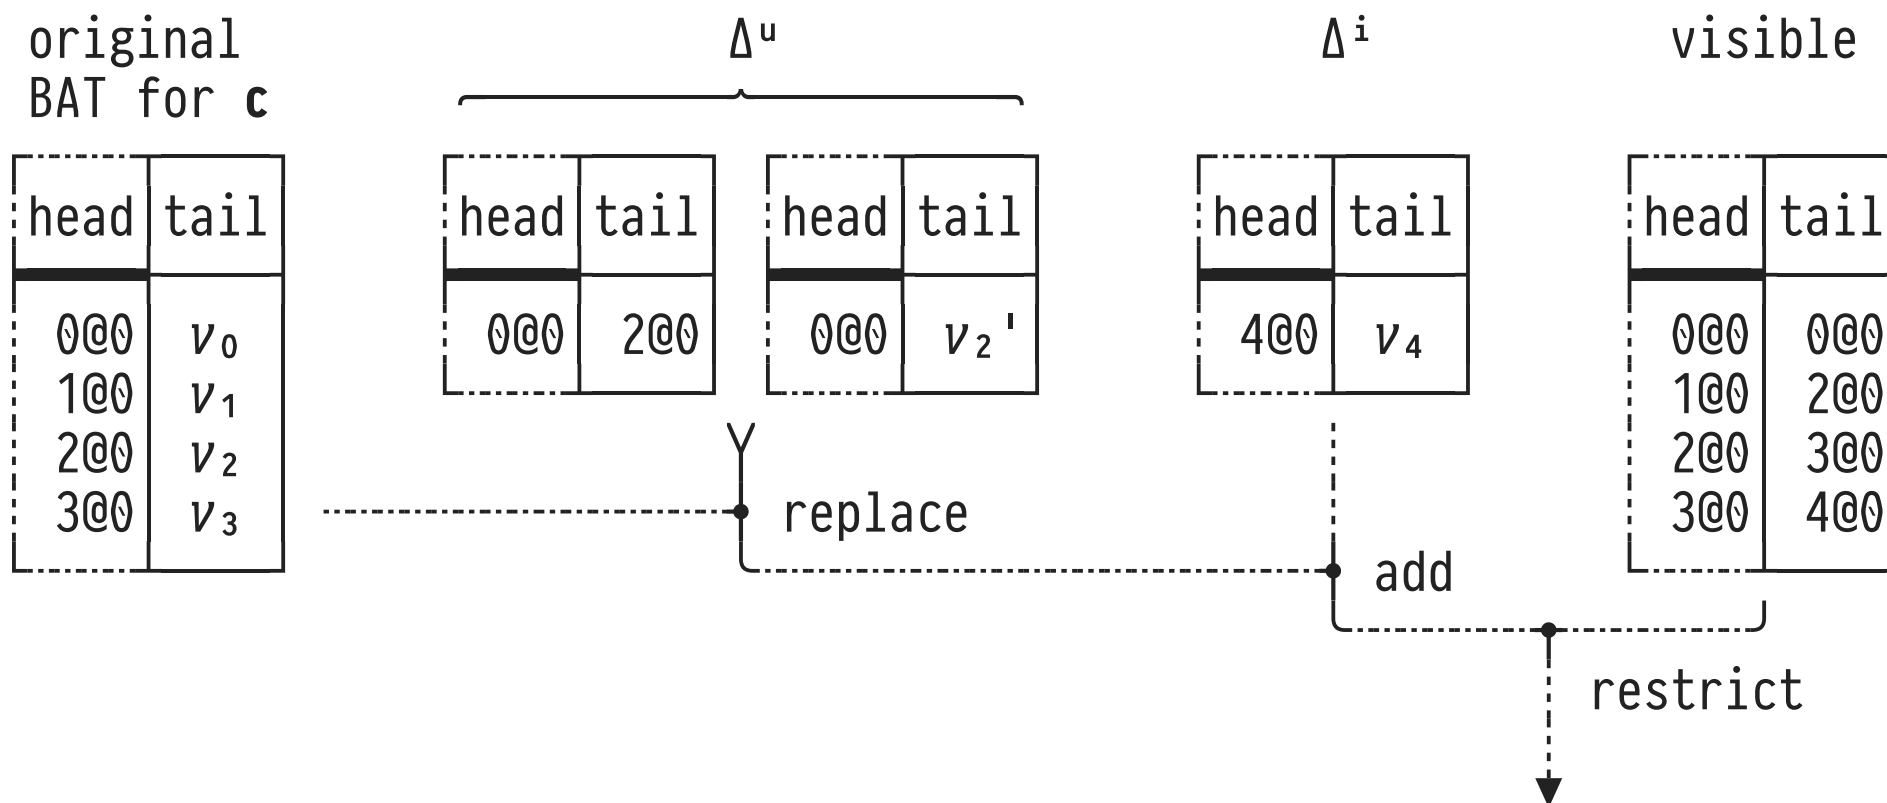 original Δᵘ Δⁱ visible
BAT for c
head tail head tail head tail head tail head tail
0@0 v₀ 0@0 2@0 0@0 v₂' 4@0 v₄ 0@0 0@0
1@0 v₁ 1@0 2@0
2@0 v₂ 2@0 3@0
3@0 v₃ replace 3@0 4@0
add
restrict